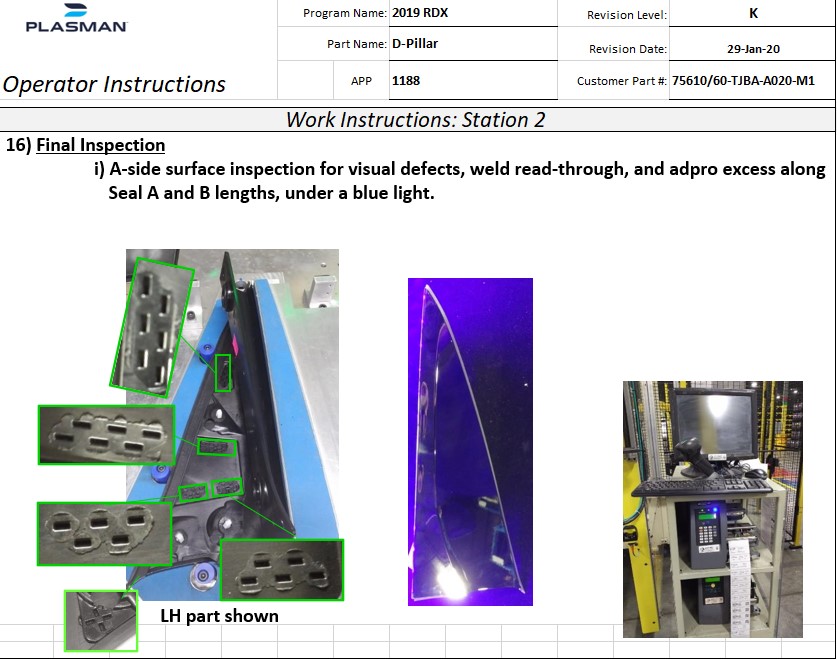 PLASMAN
Operator Instructions
Program Name: 2019 RDX
Part Name: D-Pillar
APP 1188
Revision Level: K
Revision Date: 29-Jan-20
Customer Part #: 75610/60-TJBA-A020-M1
Work Instructions: Station 2
16) Final Inspection
i) A-side surface inspection for visual defects, weld read-through, and adpro excess along
Seal A and B lengths, under a blue light.
LH part shown